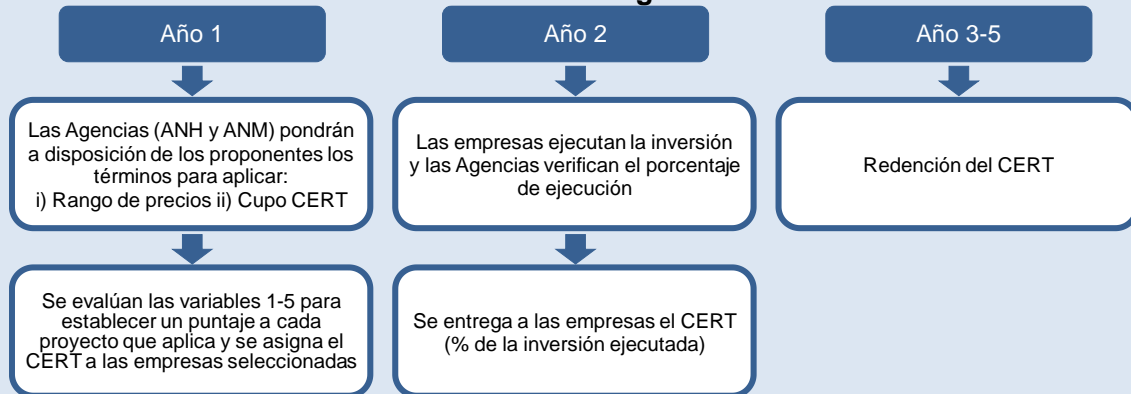 Año 1
Las Agencias (ANH y ANM) pondrán
a disposición de los proponentes los
términos para aplicar:
i) Rango de precios ii) Cupo CERT
Se evalúan las variables 1-5 para
establecer un puntaje a cada
proyecto que aplica y se asigna el
CERT a las empresas seleccionadas
Año 2
Las empresas ejecutan la inversión
y las Agencias verifican el porcentaje
de ejecución
Se entrega a las empresas el CERT
(% de la inversión ejecutada)
Año 3-5
Redención del CERT